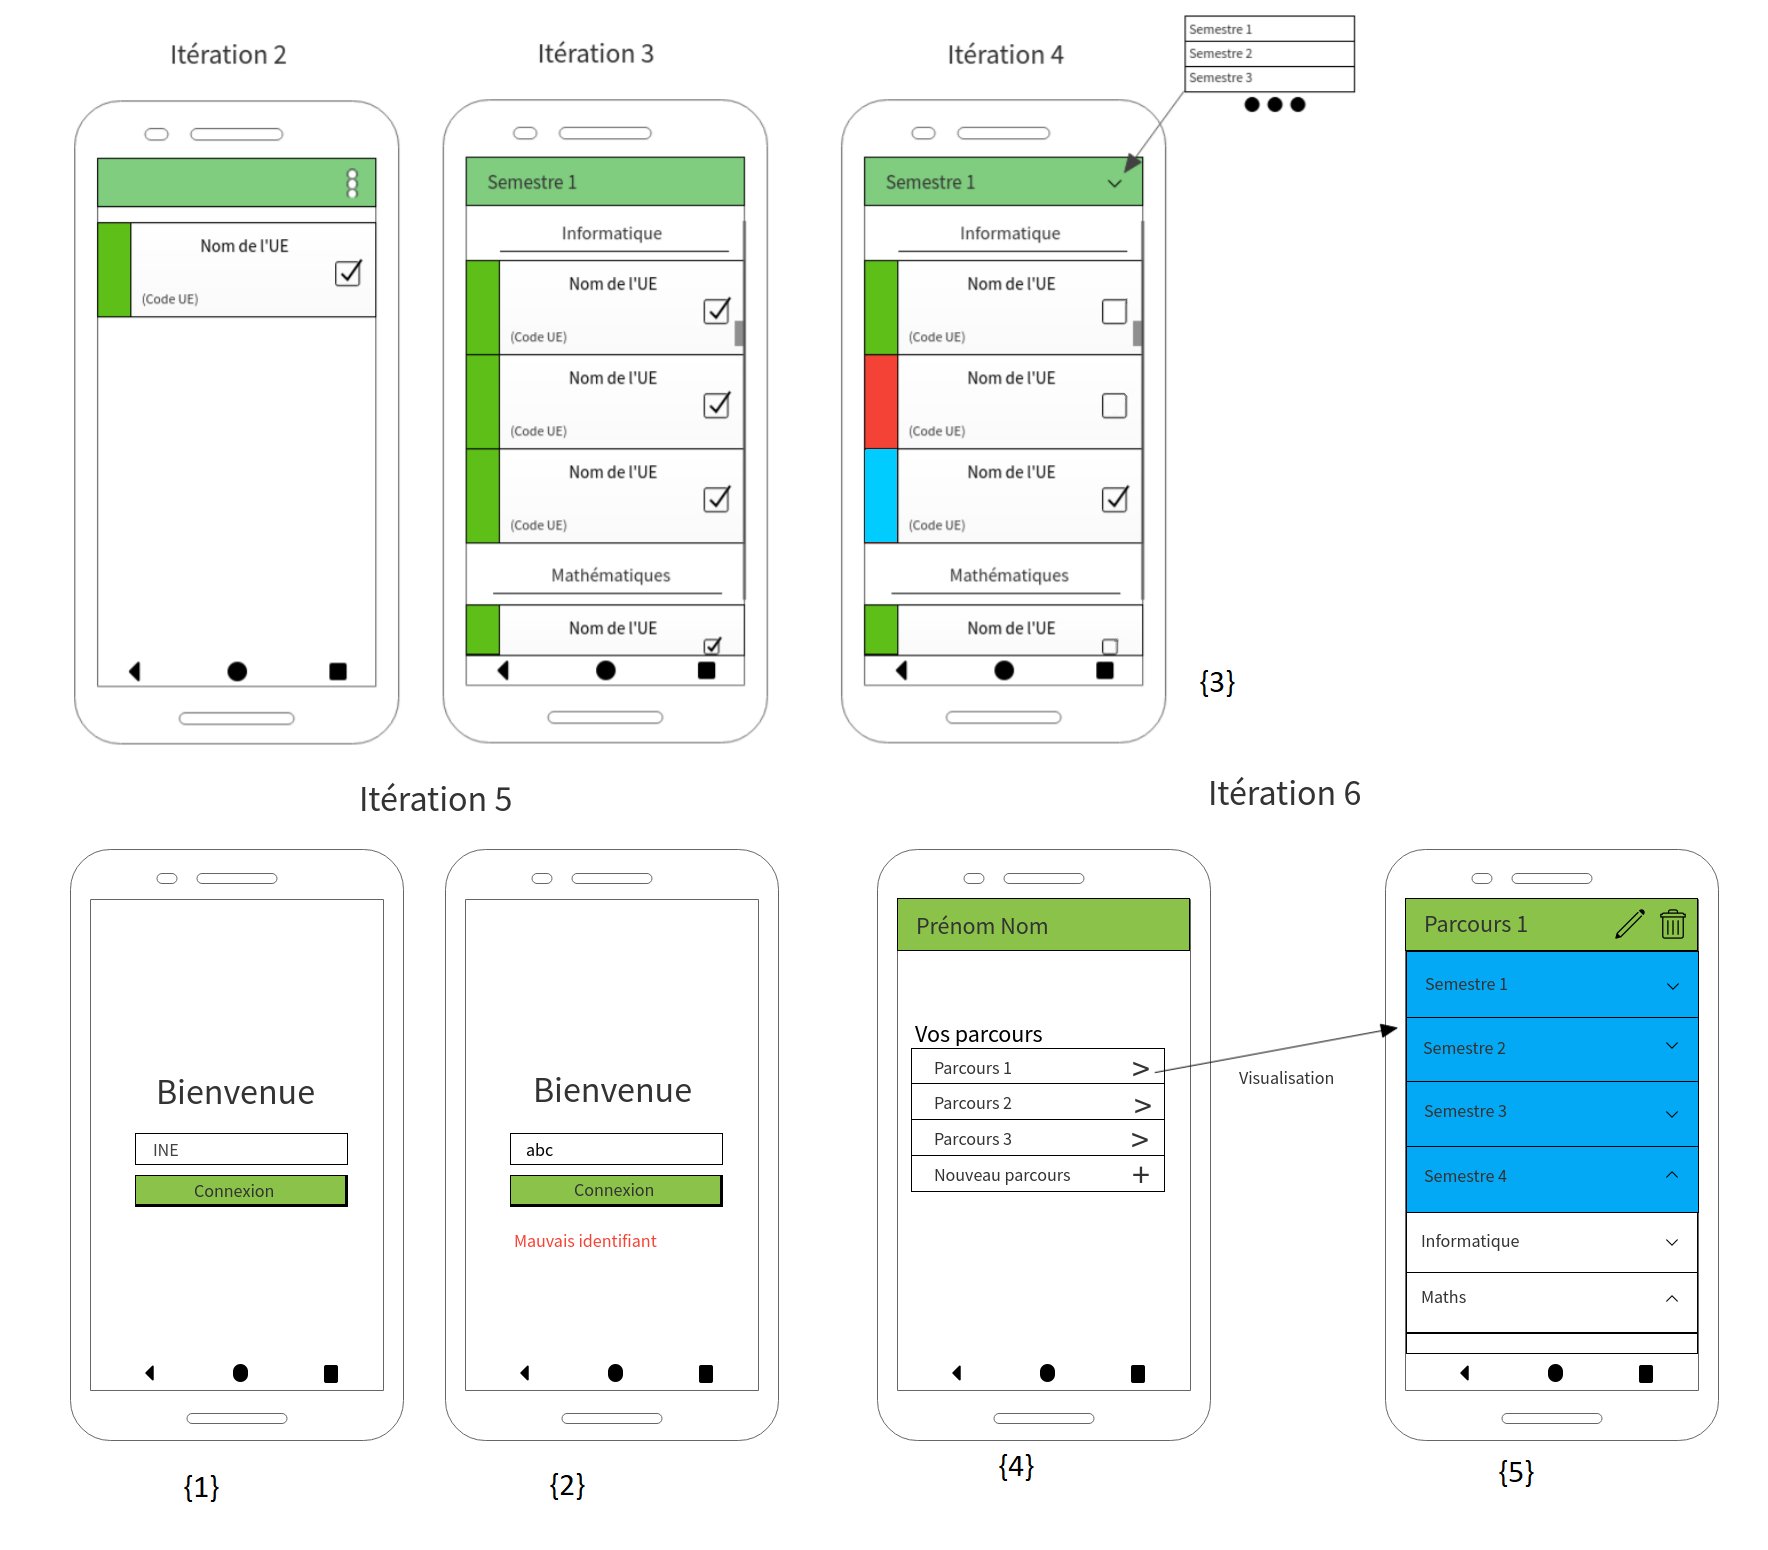 Itération 2
Nom de l'UE
(Code UE)
Itération 3
Semestre 1
Informatique
Nom de l'UE
(Code UE)
Nom de l'UE
(Code UE)
Nom de l'UE
(Code UE)
Mathématiques
Nom de l'UE
Itération 4
Semestre 1
Semestre 2
Semestre 3
Semestre 1
Informatique
Nom de l'UE
(Code UE)
Nom de l'UE
(Code UE)
Nom de l'UE
(Code UE)
Mathématiques
Nom de l'UE
{3}
Itération 5
Bienvenue
INE
Connexion
{1}
Bienvenue
abc
Connexion
Mauvais identifiant
{2}
Itération 6
Prénom Nom
Vos parcours
Parcours 1 >
Parcours 2 >
Parcours 3 >
Nouveau parcours +
{4}
Visualisation
Parcours 1
Semestre 1
Semestre 2
Semestre 3
Semestre 4
Informatique
Maths
{5}